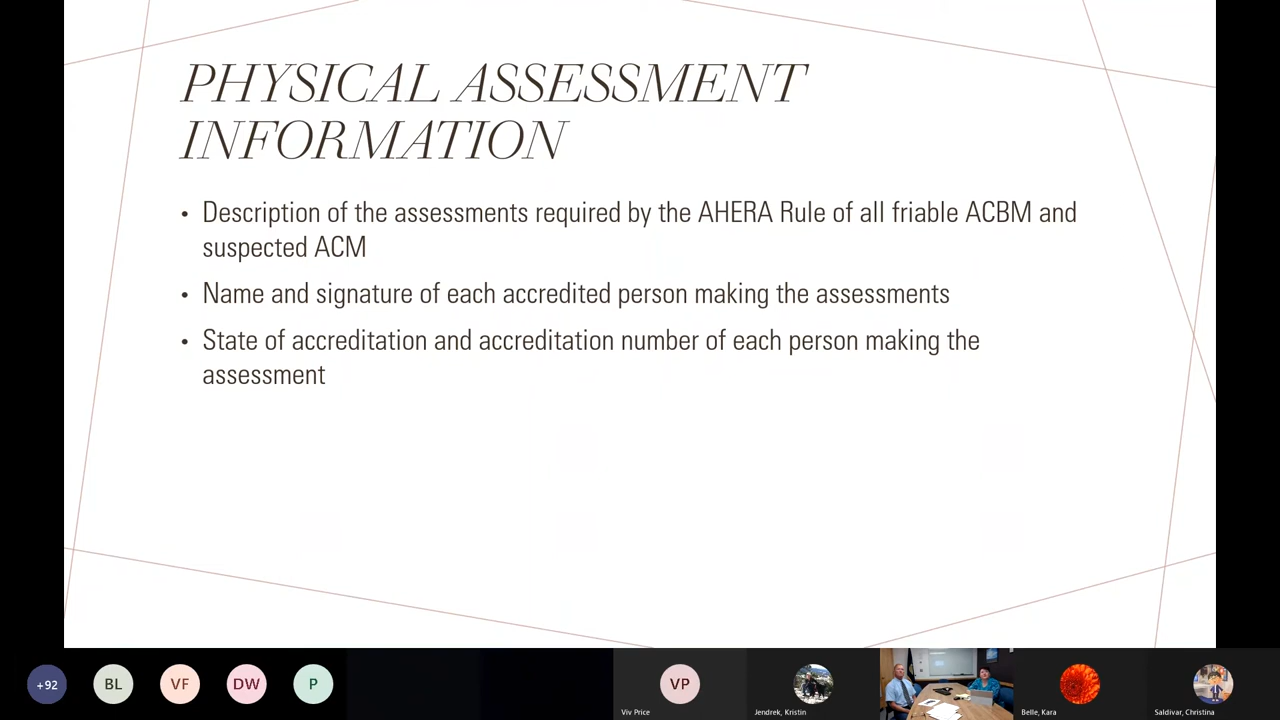 PHYSICAL ASSESSMENT
INFORMATION
• Description of the assessments required by the AHERA Rule of all friable ACBM and
suspected ACM
• Name and signature of each accredited person making the assessments
• State of accreditation and accreditation number of each person making the
assessment
+92 BL VF DW P VP
Viv Price Jendrek, Kristin Belle, Kara Saldivar, Christina